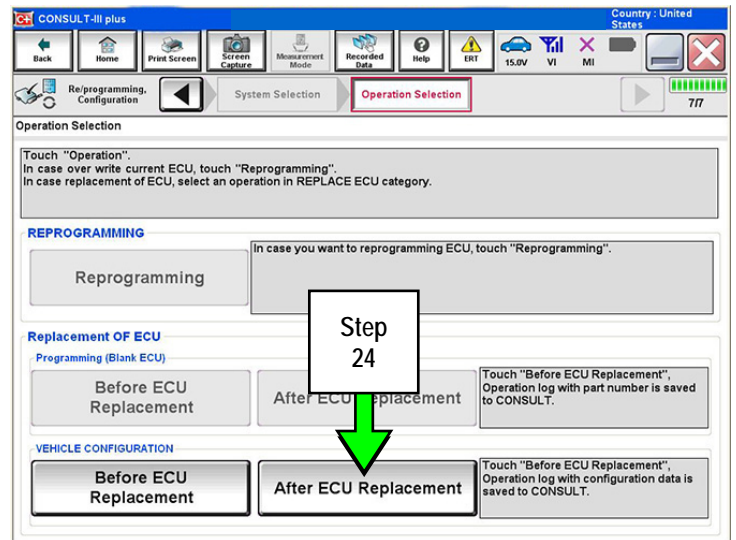 CONSULT-III plus
Country : United
States
Back
Home
Print Screen
Screen
Capture
Measurement
Mode
Recorded
Data
Help
ERT
15.0V
VI
MI
Re/programming,
Configuration
System Selection
Operation Selection
7/7
Operation Selection
Touch "Operation".
In case over write current ECU, touch "Reprogramming".
In case replacement of ECU, select an operation in REPLACE ECU category.
REPROGRAMMING
Reprogramming
In case you want to reprogramming ECU, touch "Reprogramming".
Step
24
Replacement OF ECU
Programming (Blank ECU)
Before ECU
Replacement
After ECU Replacement
Touch "Before ECU Replacement",
Operation log with part number is saved
to CONSULT.
VEHICLE CONFIGURATION
Before ECU
Replacement
After ECU Replacement
Touch "Before ECU Replacement",
Operation log with configuration data is
saved to CONSULT.